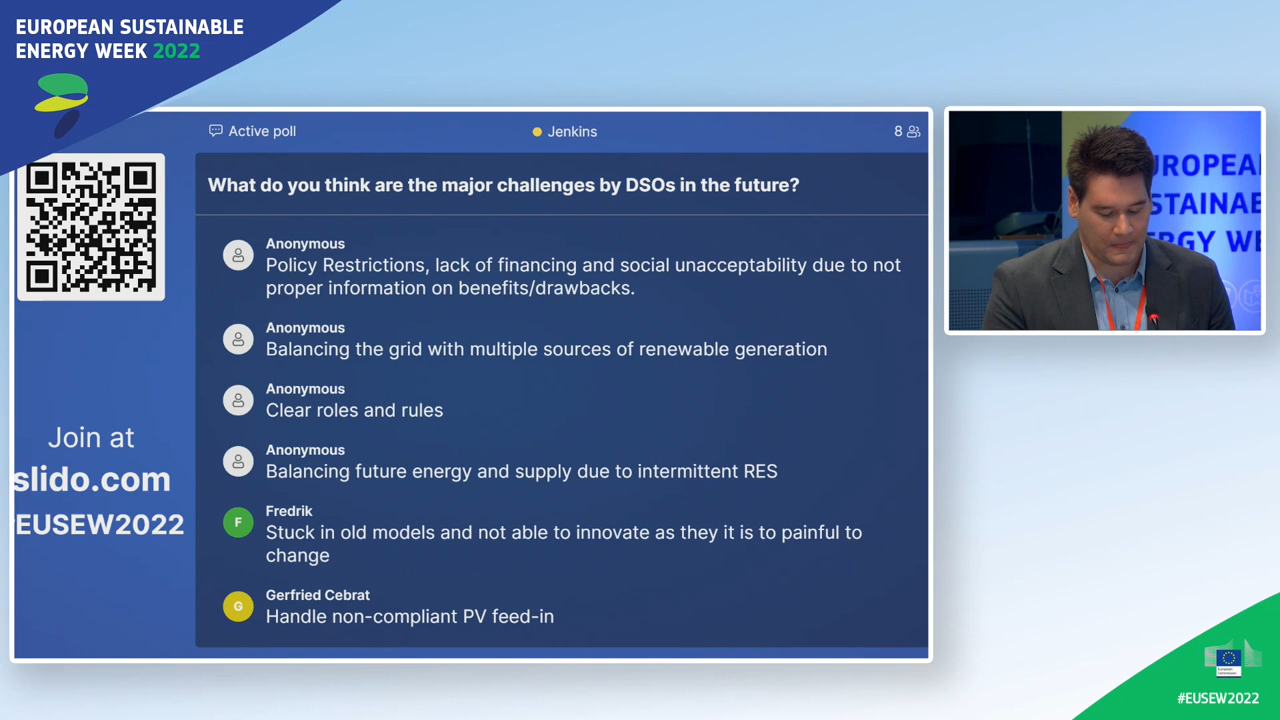 EUROPEAN SUSTAINABLE
ENERGY WEEK 2022
Active poll
Jenkins
8
What do you think are the major challenges by DSOs in the future?
Anonymous
Policy Restrictions, lack of financing and social unacceptability due to not
proper information on benefits/drawbacks.
Anonymous
Balancing the grid with multiple sources of renewable generation
Anonymous
Clear roles and rules
Anonymous
Balancing future energy and supply due to intermittent RES
F
Fredrik
Stuck in old models and not able to innovate as they it is to painful to
change
G
Gerfried Cebrat
Handle non-compliant PV feed-in
Join at
slido.com
EUSEW2022
UROPEA
STAINAB
RGY WE
European
Commission
#EUSEW2022